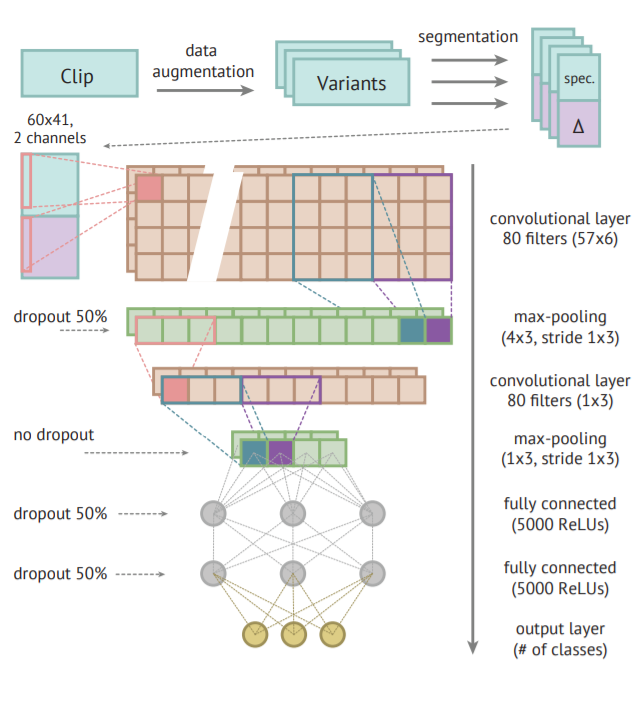 Clip
data
augmentation
Variants
segmentation
spec.
Δ
60x41,
2 channels
convolutional layer
80 filters (57x6)
dropout 50%
max-pooling
(4x3, stride 1x3)
convolutional layer
80 filters (1x3)
no dropout
max-pooling
(1x3, stride 1x3)
dropout 50%
fully connected
(5000 ReLUs)
dropout 50%
fully connected
(5000 ReLUs)
output layer
(# of classes)